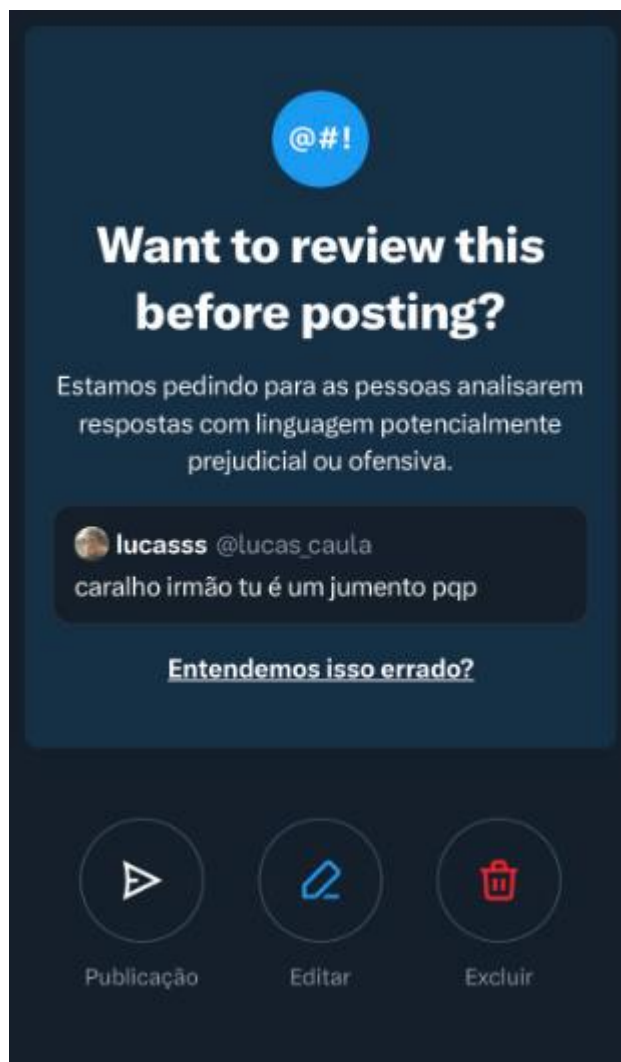 @#!
Want to review this
before posting?
Estamos pedindo para as pessoas analisarem
respostas com linguagem potencialmente
prejudicial ou ofensiva.
lucasss @lucas_caula
caralho irmão tu é um jumento pqp
Entendemos isso errado?
Publicação Editar Excluir